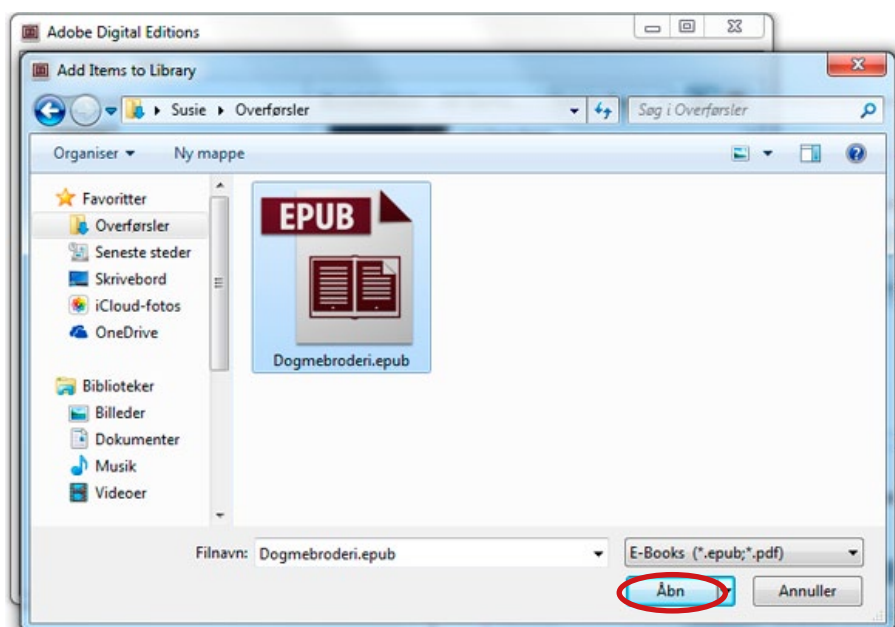 Adobe Digital Editions
Add Items to Library
Susie Overførsler
Søg i Overførsler
Organiser
Ny mappe
Favoritter
Overførsler
Seneste steder
Skrivebord
iCloud-fotos
OneDrive
Biblioteker
Billeder
Dokumenter
Musik
Videoer
EPUB
Dogmebroderi.epub
Filnavn: Dogmebroderi.epub
E-Books (*.epub;*.pdf)
Åbn
Annuller